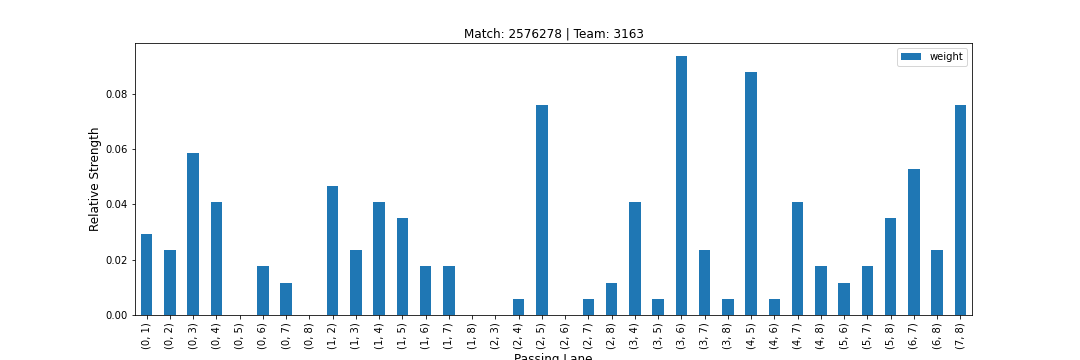 Match: 2576278 | Team: 3163
weight
Relative Strength
0.08
0.06
0.04
0.02
0.00
(0, 1) (0, 2) (0, 3) (0, 4) (0, 5) (0, 6) (0, 7) (0, 8) (1, 2) (1, 3) (1, 4) (1, 5) (1, 6) (1, 7) (1, 8) (2, 3) (2, 4) (2, 5) (2, 6) (2, 7) (2, 8) (3, 4) (3, 5) (3, 6) (3, 7) (3, 8) (4, 5) (4, 6) (4, 7) (4, 8) (5, 6) (5, 7) (5, 8) (6, 7) (6, 8) (7, 8)
Passing Lane